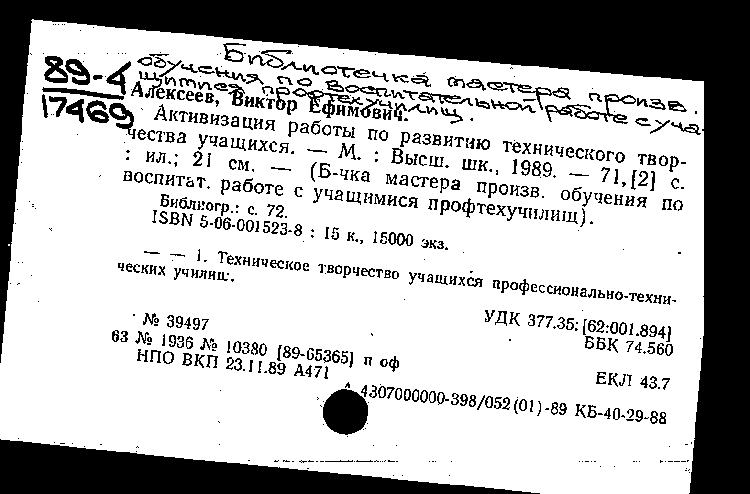 Библиотечка мастера произв.
89-4 обучения по воспитательной работе с уча-
щимися профтехучилищ.
17469
Алексеев, Виктор Ефимович.
Активизация работы по развитию технического твор-
чества учащихся. — М. : Высш. шк., 1989. — 71,[2] с.
: ил.; 21 см. — (Б-чка мастера произв. обучения по
воспитат. работе с учащимися профтехучилищ).
Библиогр.: с. 72.
ISBN 5-06-001523-8 : 15 к., 15000 экз.
— — 1. Техническое творчество учащихся профессионально-техни-
ческих училищ.
УДК 377.35:[62:001.894]
ББК 74.560
№ 39497
63 № 1936 № 10380 [89-65365] п оф
НПО ВКП 23.11.89 А471
ЕКЛ 43.7
4307000000-398/052(01)-89 КБ-40-29-88